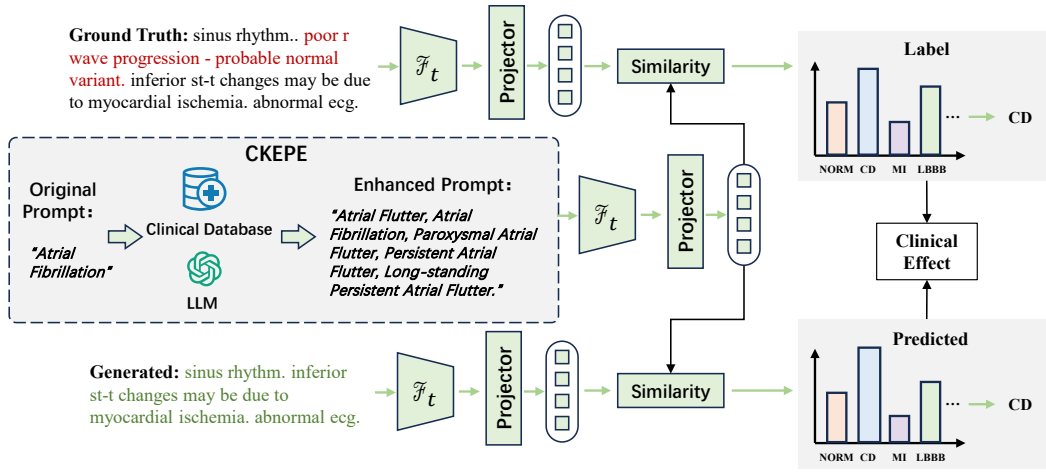 Ground Truth: sinus rhythm.. poor r
wave progression - probable normal
variant. inferior st-t changes may be due
to myocardial ischemia. abnormal ecg.
ℱt
Projector
Similarity
Label
NORM CD MI LBBB
...
CD
CKEPE
Original
Prompt:
"Atrial
Fibrillation"
Clinical Database
LLM
Enhanced Prompt:
"Atrial Flutter, Atrial
Fibrillation, Paroxysmal Atrial
Flutter, Persistent Atrial
Flutter, Long-standing
Persistent Atrial Flutter."
ℱt
Projector
Clinical
Effect
Generated: sinus rhythm. inferior
st-t changes may be due to
myocardial ischemia. abnormal ecg.
ℱt
Projector
Similarity
Predicted
NORM CD MI LBBB
...
CD